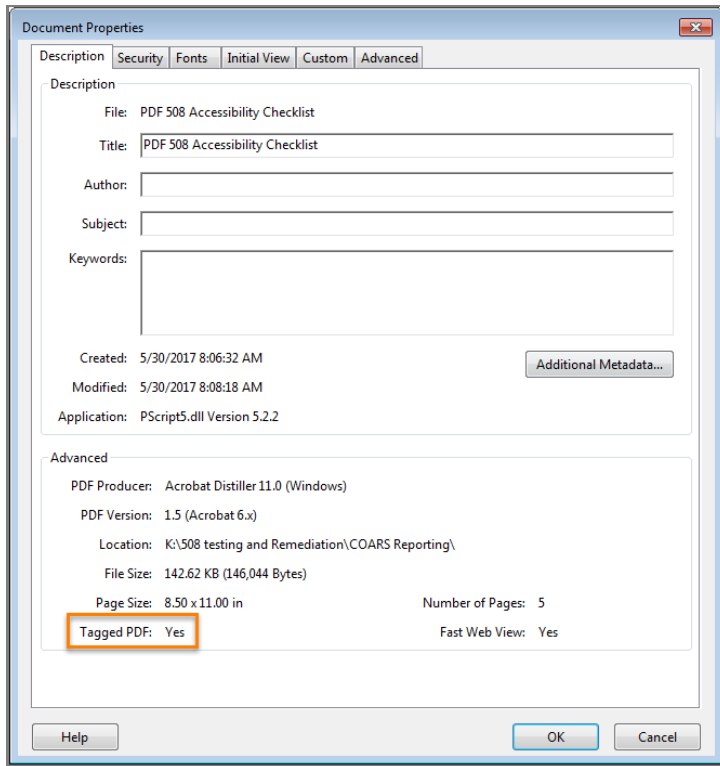 Document Properties
Description Security Fonts Initial View Custom Advanced
Description
File: PDF 508 Accessibility Checklist
Title: PDF 508 Accessibility Checklist
Author:
Subject:
Keywords:
Created: 5/30/2017 8:06:32 AM
Additional Metadata...
Modified: 5/30/2017 8:08:18 AM
Application: PScript5.dll Version 5.2.2
Advanced
PDF Producer: Acrobat Distiller 11.0 (Windows)
PDF Version: 1.5 (Acrobat 6.x)
Location: K:\508 testing and Remediation\COARS Reporting\
File Size: 142.62 KB (146,044 Bytes)
Page Size: 8.50 x 11.00 in Number of Pages: 5
Tagged PDF: Yes Fast Web View: Yes
Help OK Cancel